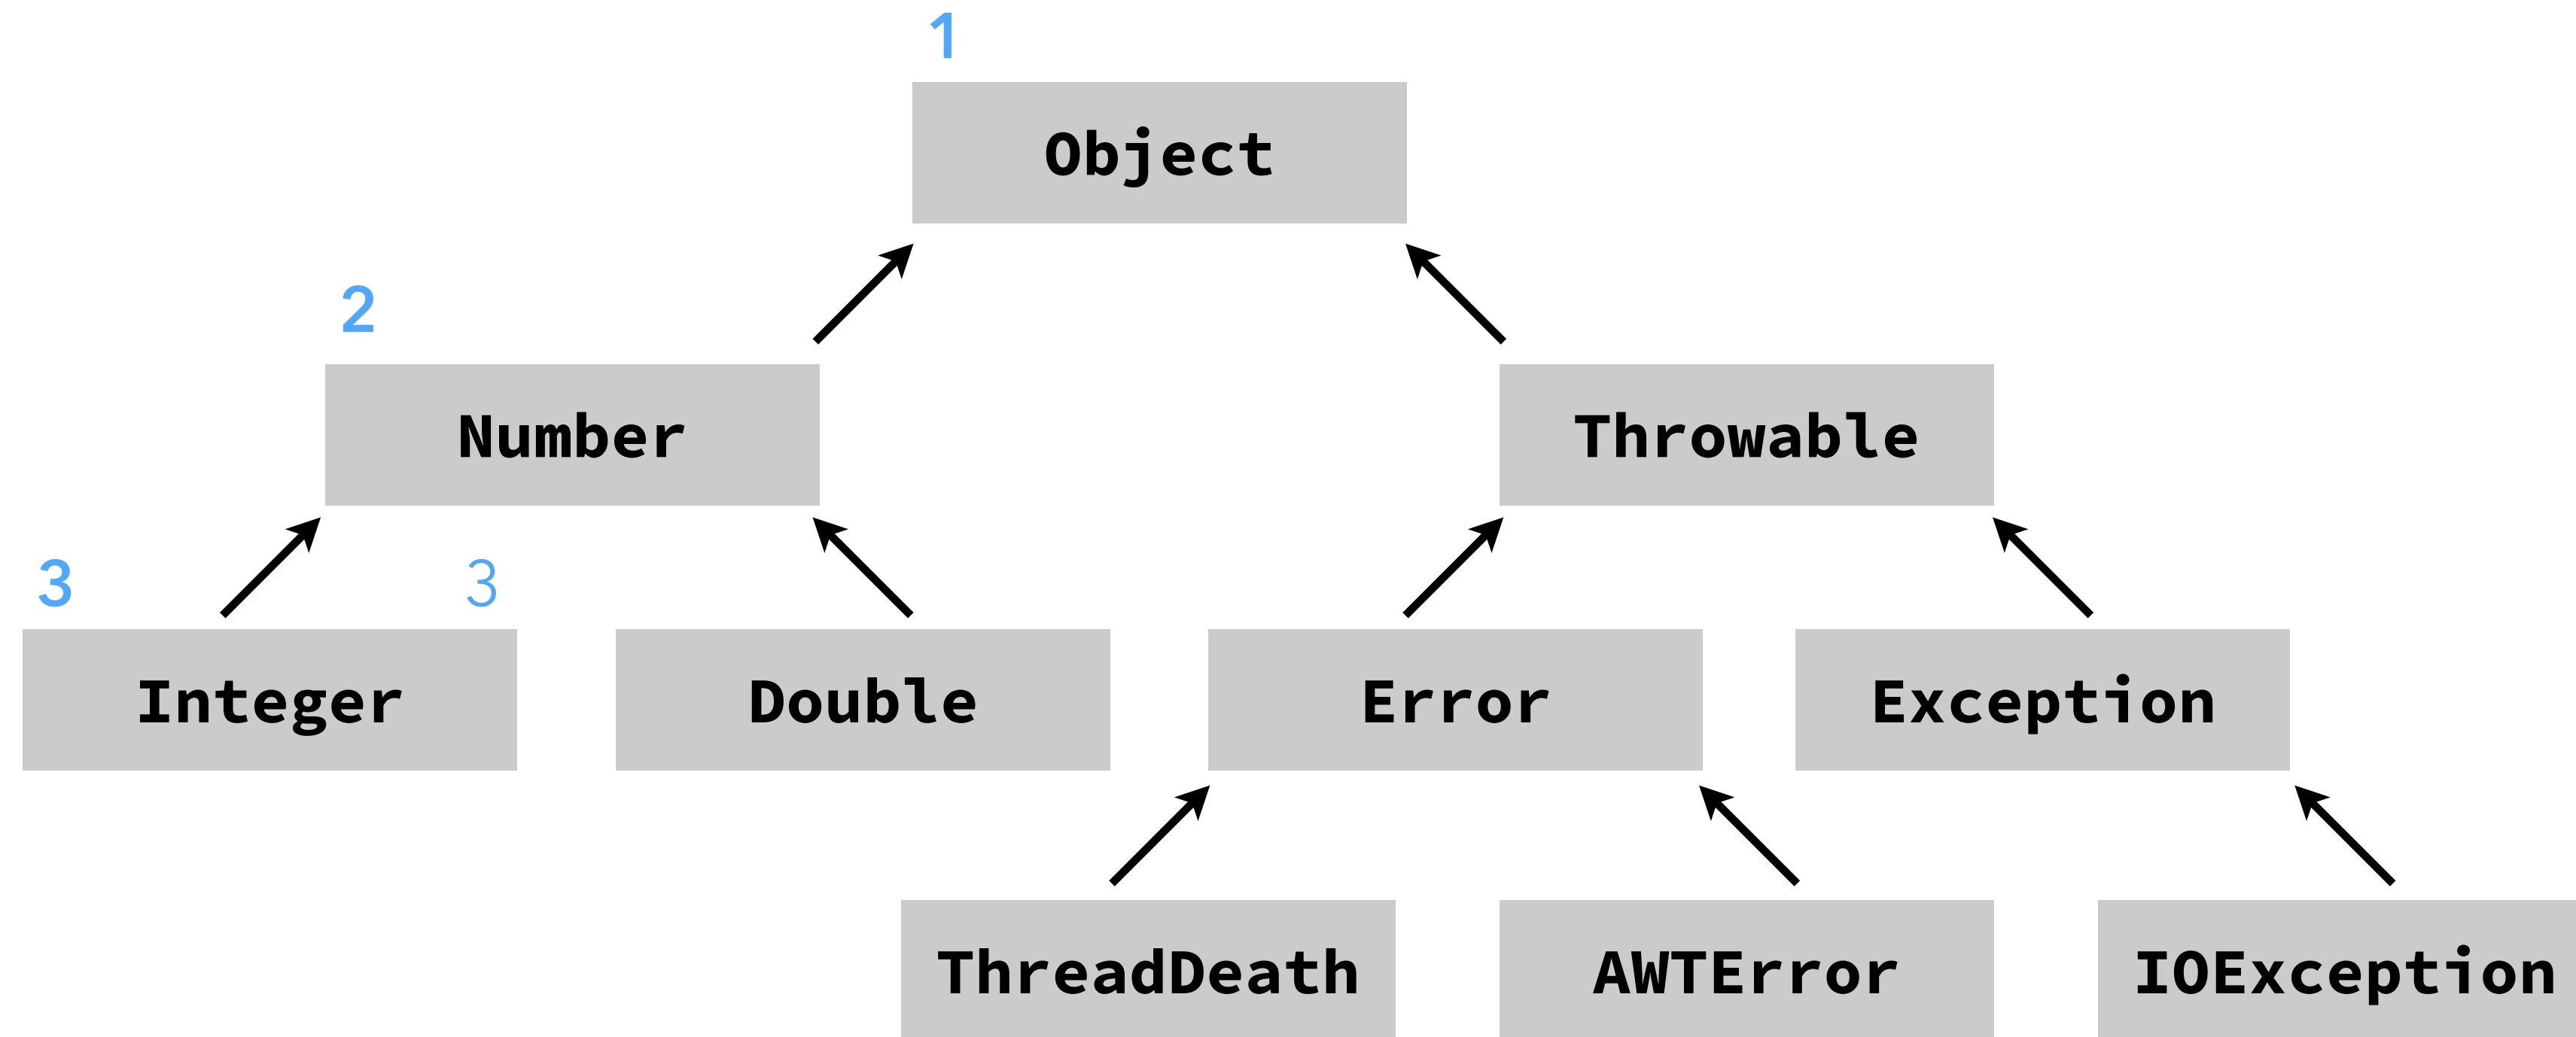 1
Object
2
Number
Throwable
3
3
Integer
Double
Error
Exception
ThreadDeath
AWTError
IOException